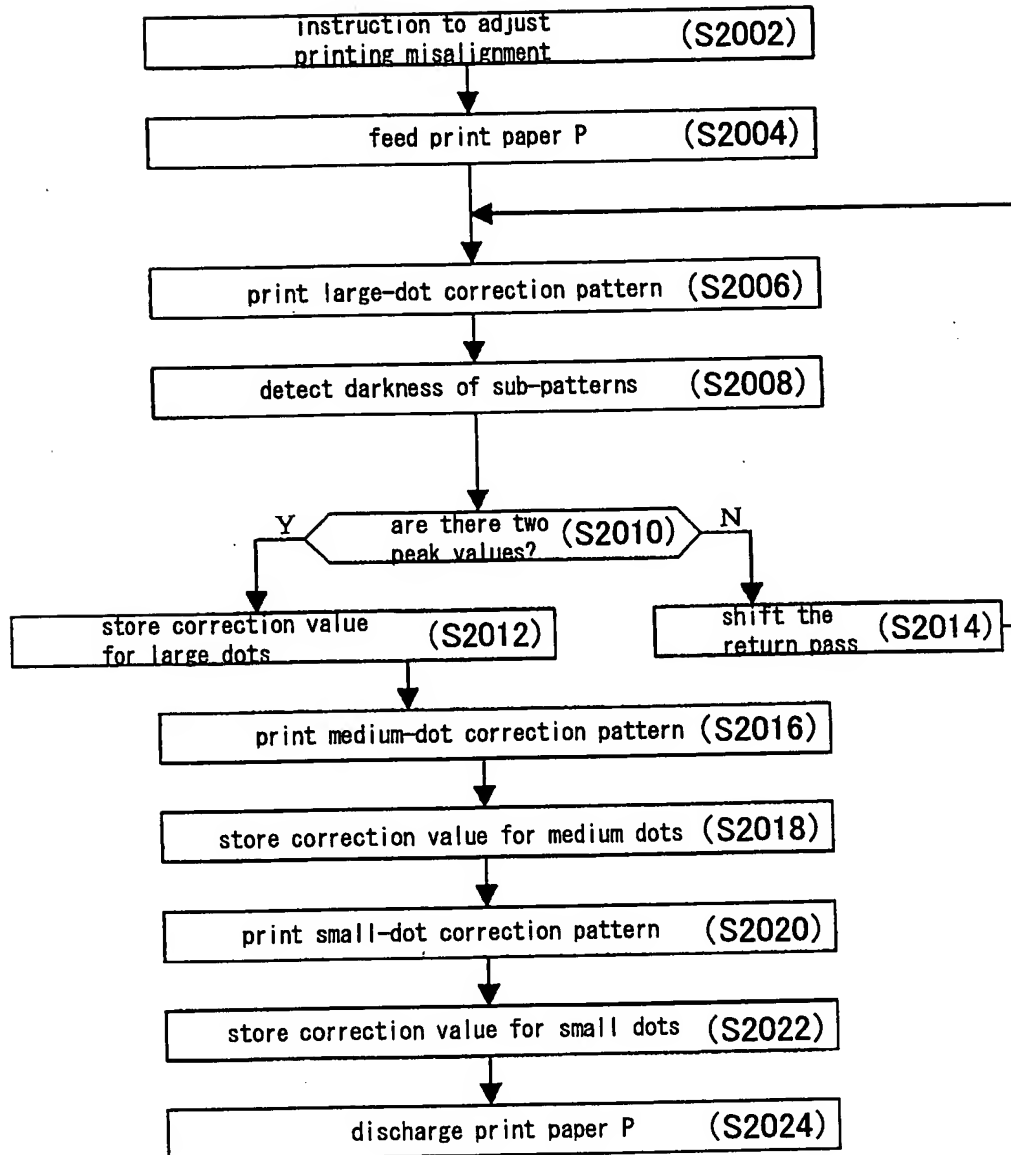 instruction to adjust
printing misalignment
(S2002)
feed print paper P (S2004)
print large-dot correction pattern (S2006)
detect darkness of sub-patterns (S2008)
Y
are there two
peak values?
(S2010)
N
store correction value
for large dots
(S2012)
shift the
return pass
(S2014)
print medium-dot correction pattern (S2016)
store correction value for medium dots (S2018)
print small-dot correction pattern (S2020)
store correction value for small dots (S2022)
discharge print paper P (S2024)